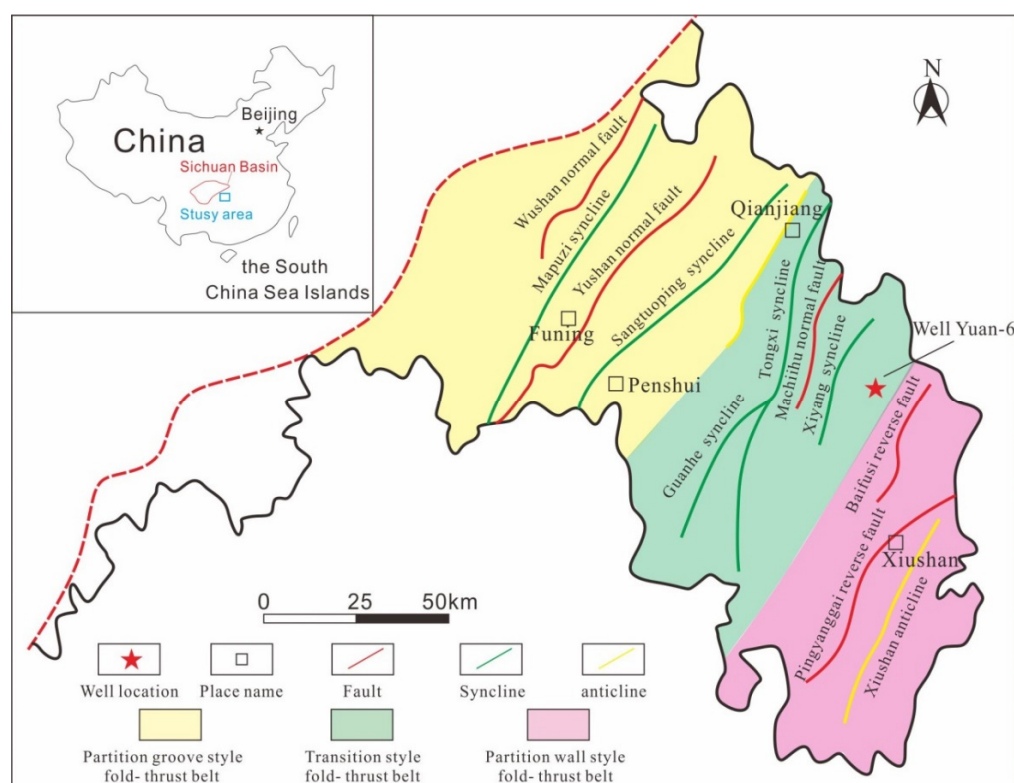 Beijing
China
Sichuan Basin
Stusy area
the South
China Sea Islands
N
Wushan normal fault
Mapuzi syncline
Yushan normal fault
Sangtuoping syncline
Qianjiang
Funing
Penshui
Tongxi syncline
Machiihu normal fault
Xiyang syncline
Guanhe syncline
Well Yuan-6
Baifusi reverse fault
Pingyanggai reverse fault
Xiushan
Xiushan anticline
0 25 50km
Well location Place name Fault Syncline anticline
Partition groove style Transition style Partition wall style
fold- thrust belt fold- thrust belt fold- thrust belt